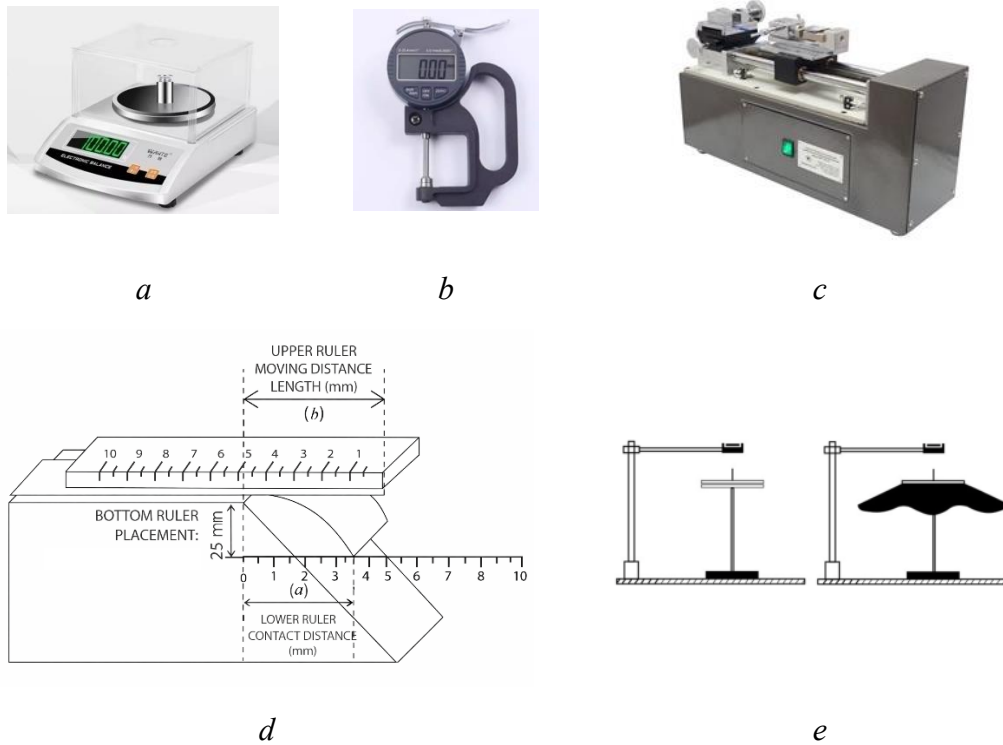 10000
ELECTRONIC BALANCE
0.00
a
b
c
UPPER RULER
MOVING DISTANCE
LENGTH (mm)
(b)
10 9 8 7 6 5 4 3 2 1
BOTTOM RULER
PLACEMENT:
25 mm
0 1 2 3 4 5 6 7 8 10
(a)
LOWER RULER
CONTACT DISTANCE
(mm)
d
e